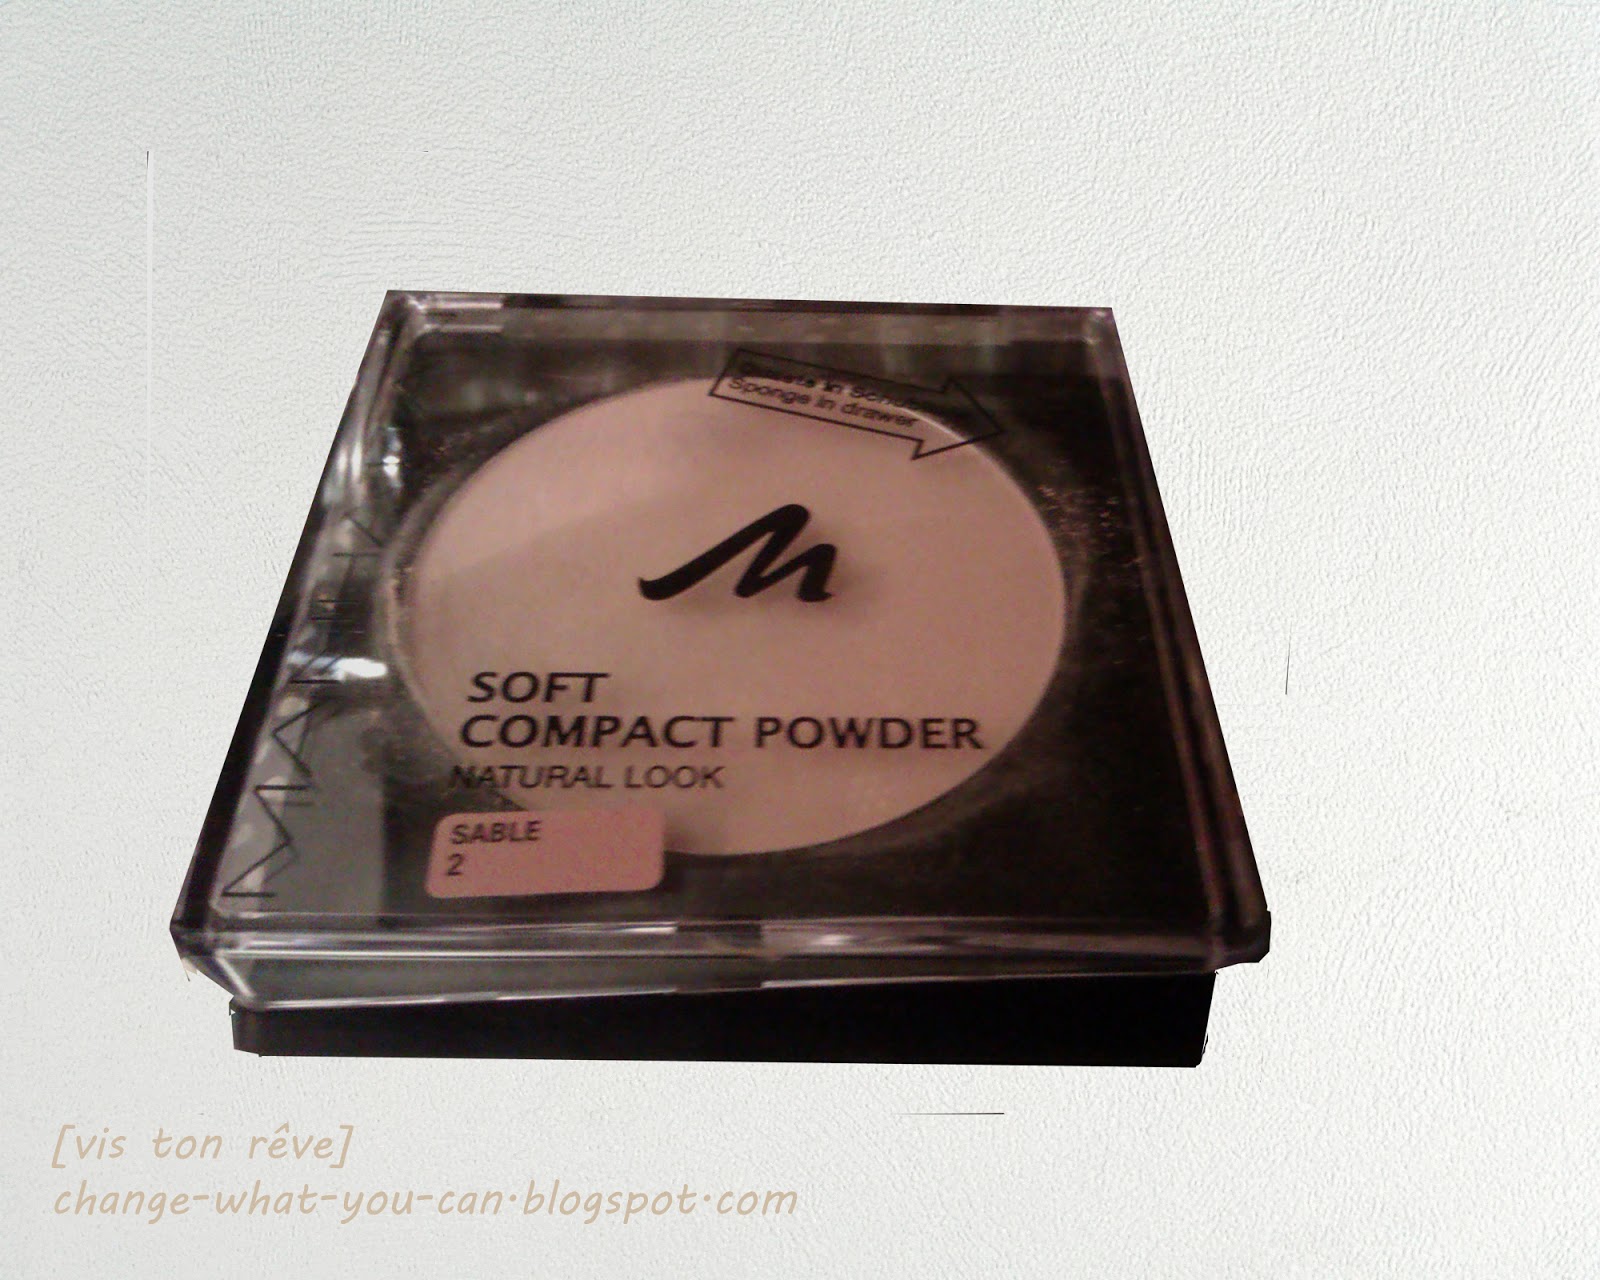 Sponge in drawer
M
SOFT
COMPACT POWDER
NATURAL LOOK
SABLE
2
MANHATTAN
[vis ton rêve]
change-what-you-can.blogspot.com